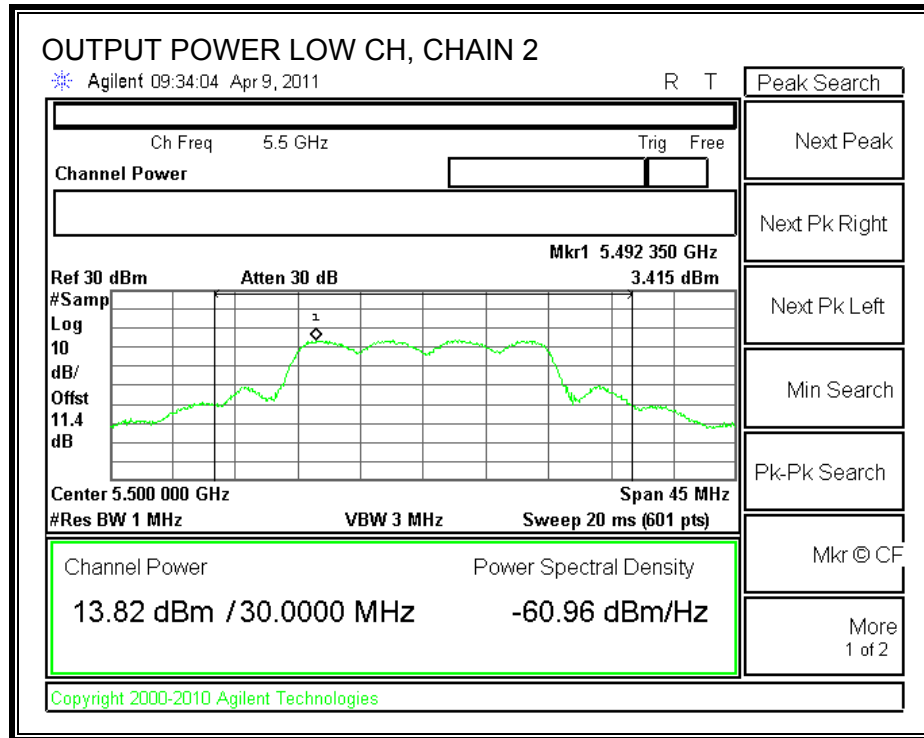 OUTPUT POWER LOW CH, CHAIN 2
Agilent 09:34:04 Apr 9, 2011 R T
Peak Search
Ch Freq 5.5 GHz Trig Free
Channel Power
Next Peak
Next Pk Right
Mkr1 5.492 350 GHz
Ref 30 dBm Atten 30 dB 3.415 dBm
#Samp
Log
10
dB/
Offst
11.4
dB
1
Next Pk Left
Min Search
Pk-Pk Search
Center 5.500 000 GHz Span 45 MHz
#Res BW 1 MHz VBW 3 MHz Sweep 20 ms (601 pts)
Channel Power Power Spectral Density
13.82 dBm / 30.0000 MHz -60.96 dBm/Hz
Mkr © CF
More
1 of 2
Copyright 2000-2010 Agilent Technologies